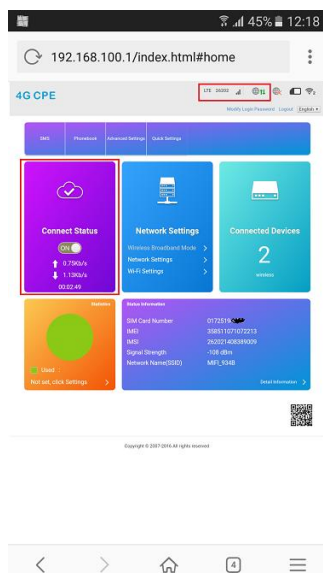 45% 12:18
192.168.100.1/index.html#home
4G CPE
LTE
Modify Login Password Logout English
SMS Phonebook Advanced Settings Quick Settings
Connect Status
ON
0.75Kb/s
1.13Kb/s
00:02:49
Network Settings
Wireless Broadband Mode
Network Settings
Wi-Fi Settings
Connected Devices
2
wireless
Statistics
Used :
Not set, click Settings
Status Information
SIM Card Number 0172519
IMEI 358511071072213
IMSI 262021408389009
Signal Strength -108 dBm
Network Name(SSID) MIFI_934B
Detail Information
Copyright © 2007-2016 All rights reserved
4